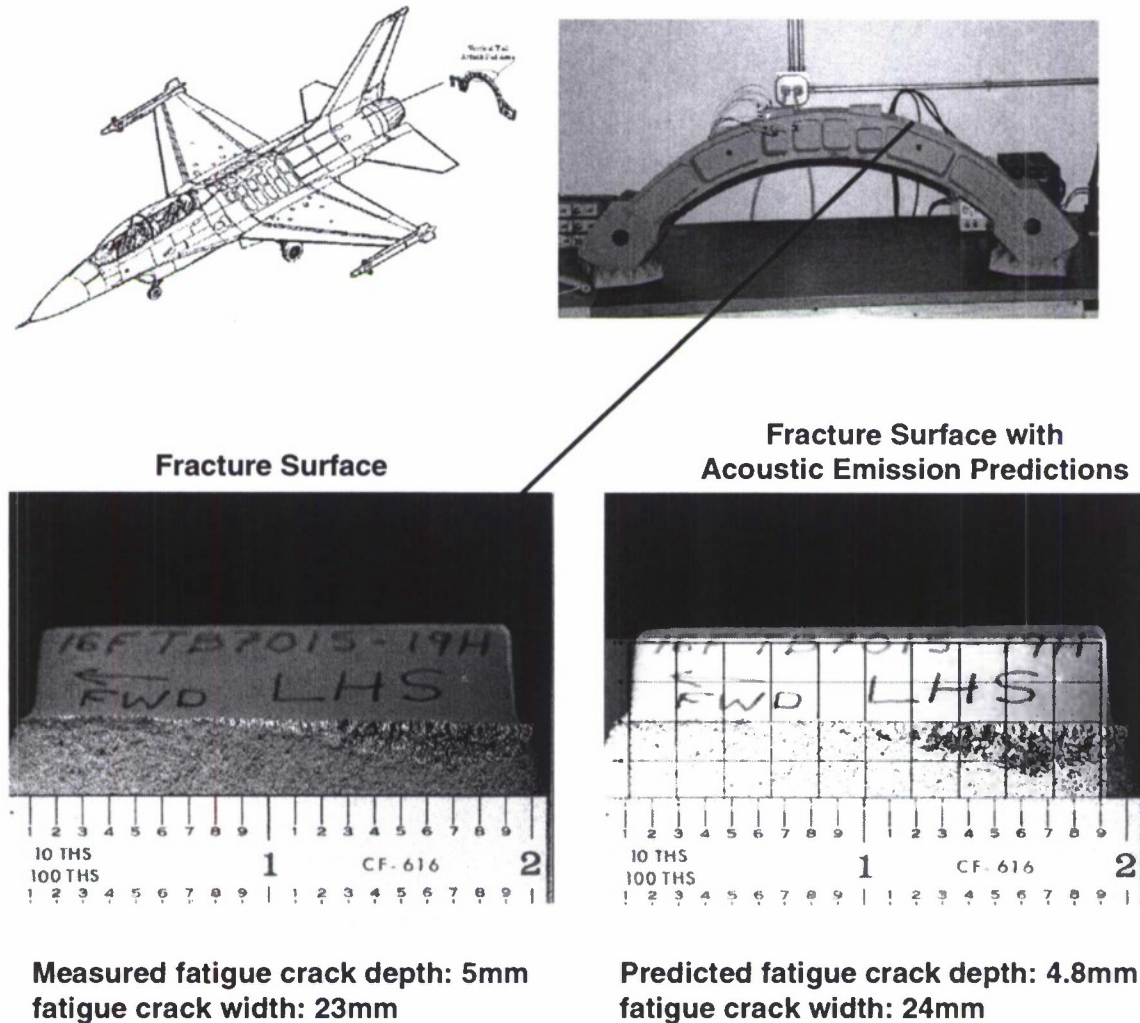 Vertical Tail
Fracture Surface
Fracture Surface with
Acoustic Emission Predictions
16FTB7015-19H
FWD LHS
1 2 3 4 5 6 7 8 9 1 1 2 3 4 5 6 7 8 9 2
10 THS
100 THS
CF-616
1 2 3 4 5 6 7 8 9 1 2 3 4 5 6 7 8 9
16FTB7015-19H
FWD LHS
1 2 3 4 5 6 7 8 9 1 1 2 3 4 5 6 7 8 9 2
10 THS
100 THS
CF-616
1 2 3 4 5 6 7 8 9 1 2 3 4 5 6 7 8 9
Measured fatigue crack depth: 5mm
fatigue crack width: 23mm
Predicted fatigue crack depth: 4.8mm
fatigue crack width: 24mm